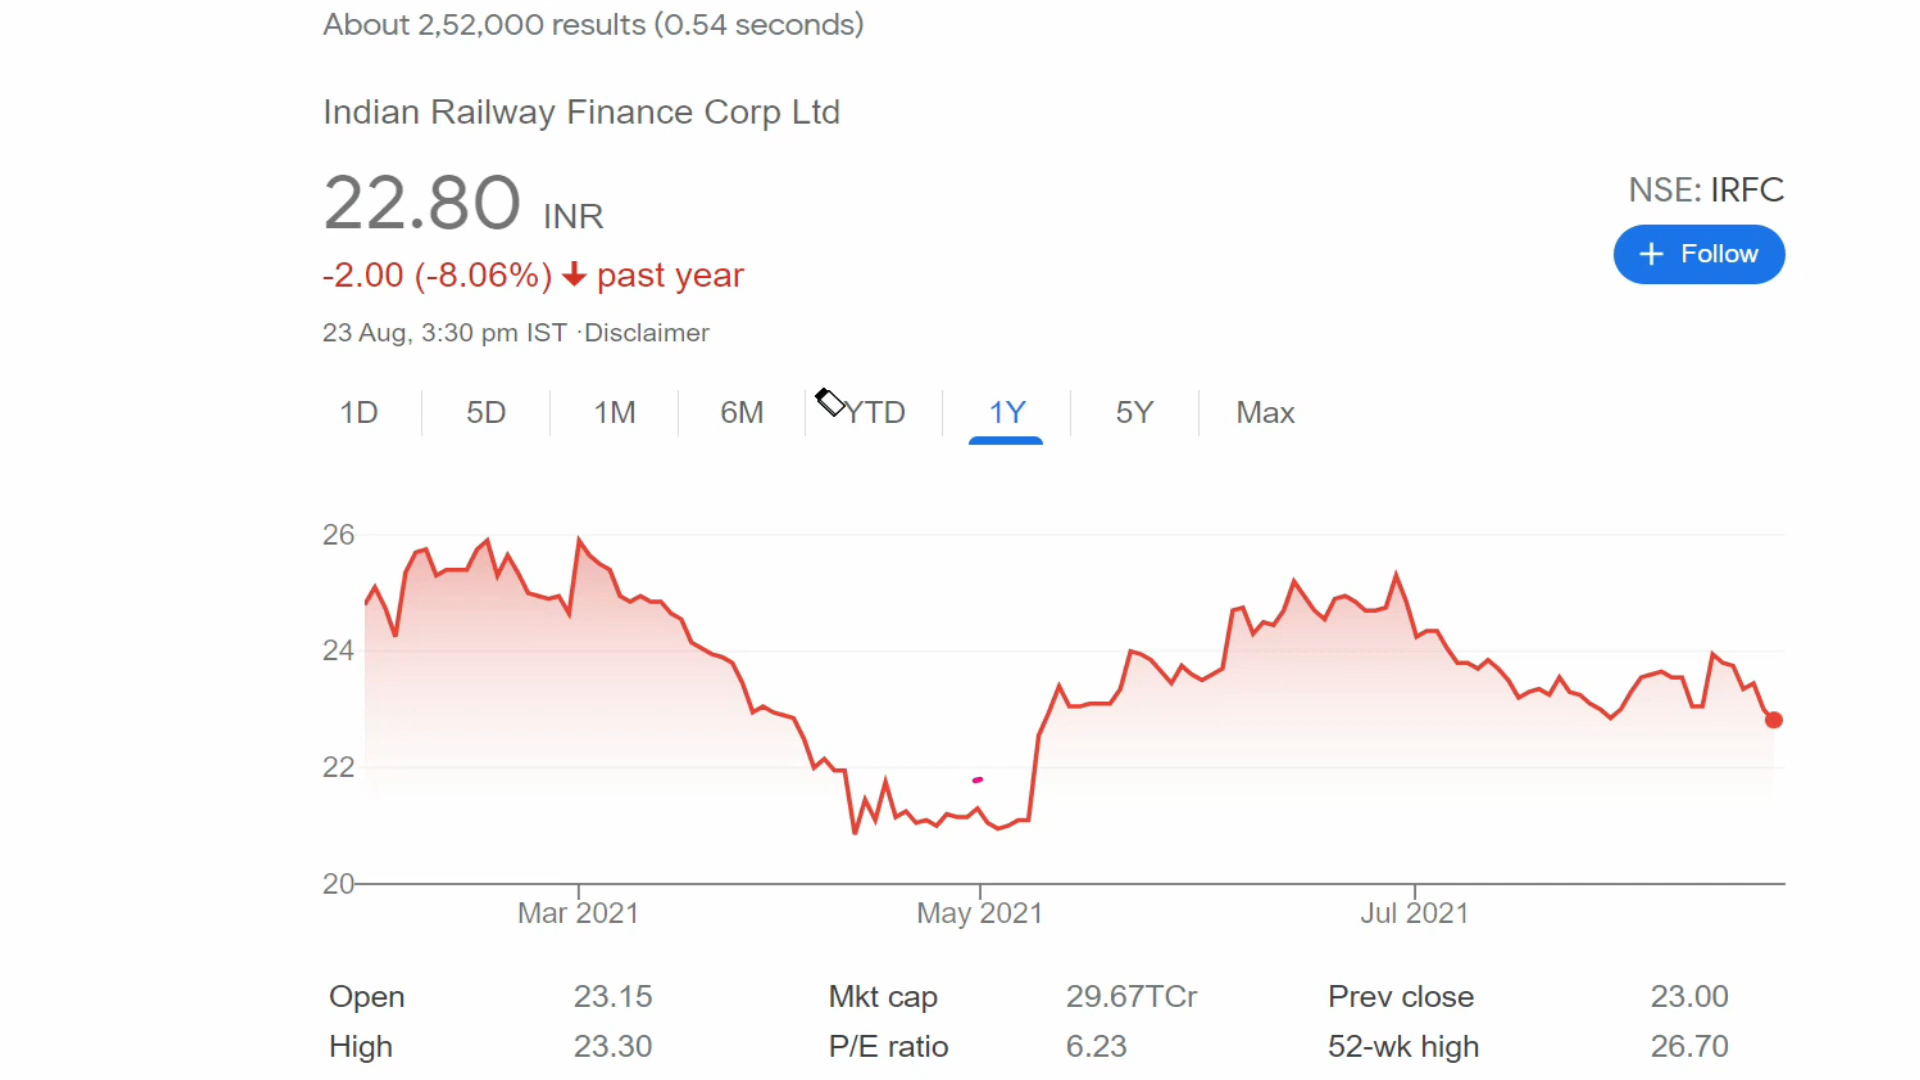 About 2,52,000 results (0.54 seconds)
Indian Railway Finance Corp Ltd
22.80 INR
NSE: IRFC
-2.00 (-8.06%) past year
+ Follow
23 Aug, 3:30 pm IST ·Disclaimer
1D 5D 1M 6M YTD 1Y 5Y Max
26
24
22
20
Mar 2021 May 2021 Jul 2021
Open 23.15 Mkt cap 29.67TCr Prev close 23.00
High 23.30 P/E ratio 6.23 52-wk high 26.70